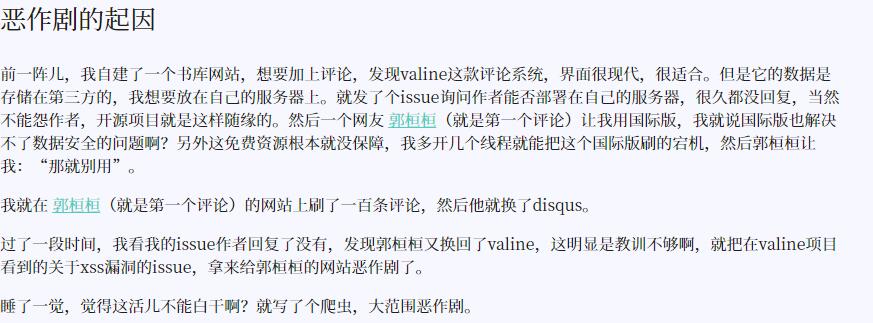 恶作剧的起因
前一阵儿，我自建了一个书库网站，想要加上评论，发现valine这款评论系统，界面很现代，很适合。但是它的数据是
存储在第三方的，我想要放在自己的服务器上。就发了个issue询问作者能否部署在自己的服务器，很久都没回复，当然
不能怨作者，开源项目就是这样随缘的。然后一个网友 郭桓桓（就是第一个评论）让我用国际版，我就说国际版也解决
不了数据安全的问题啊？另外这免费资源根本就没保障，我多开几个线程就能把这个国际版刷的宕机，然后郭桓桓让
我：“那就别用”。
我就在 郭桓桓（就是第一个评论）的网站上刷了一百条评论，然后他就换了disqus。
过了一段时间，我看我的issue作者回复了没有，发现郭桓桓又换回了valine，这明显是教训不够啊，就把在valine项目
看到的关于xss漏洞的issue，拿来给郭桓桓的网站恶作剧了。
睡了一觉，觉得这活儿不能白干啊？就写了个爬虫，大范围恶作剧。